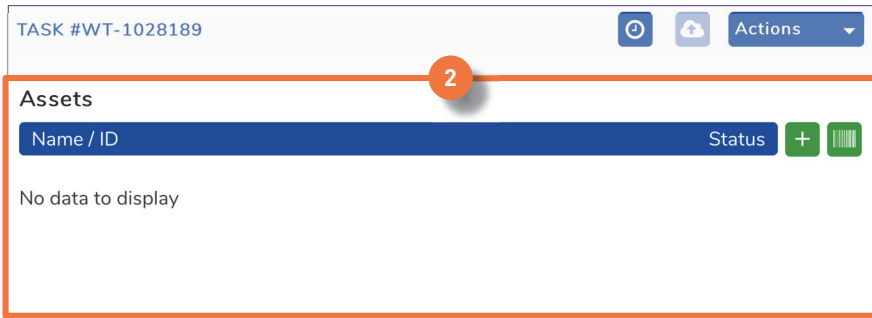 TASK #WT-1028189
Actions
2
Assets
Name / ID
Status
+
No data to display